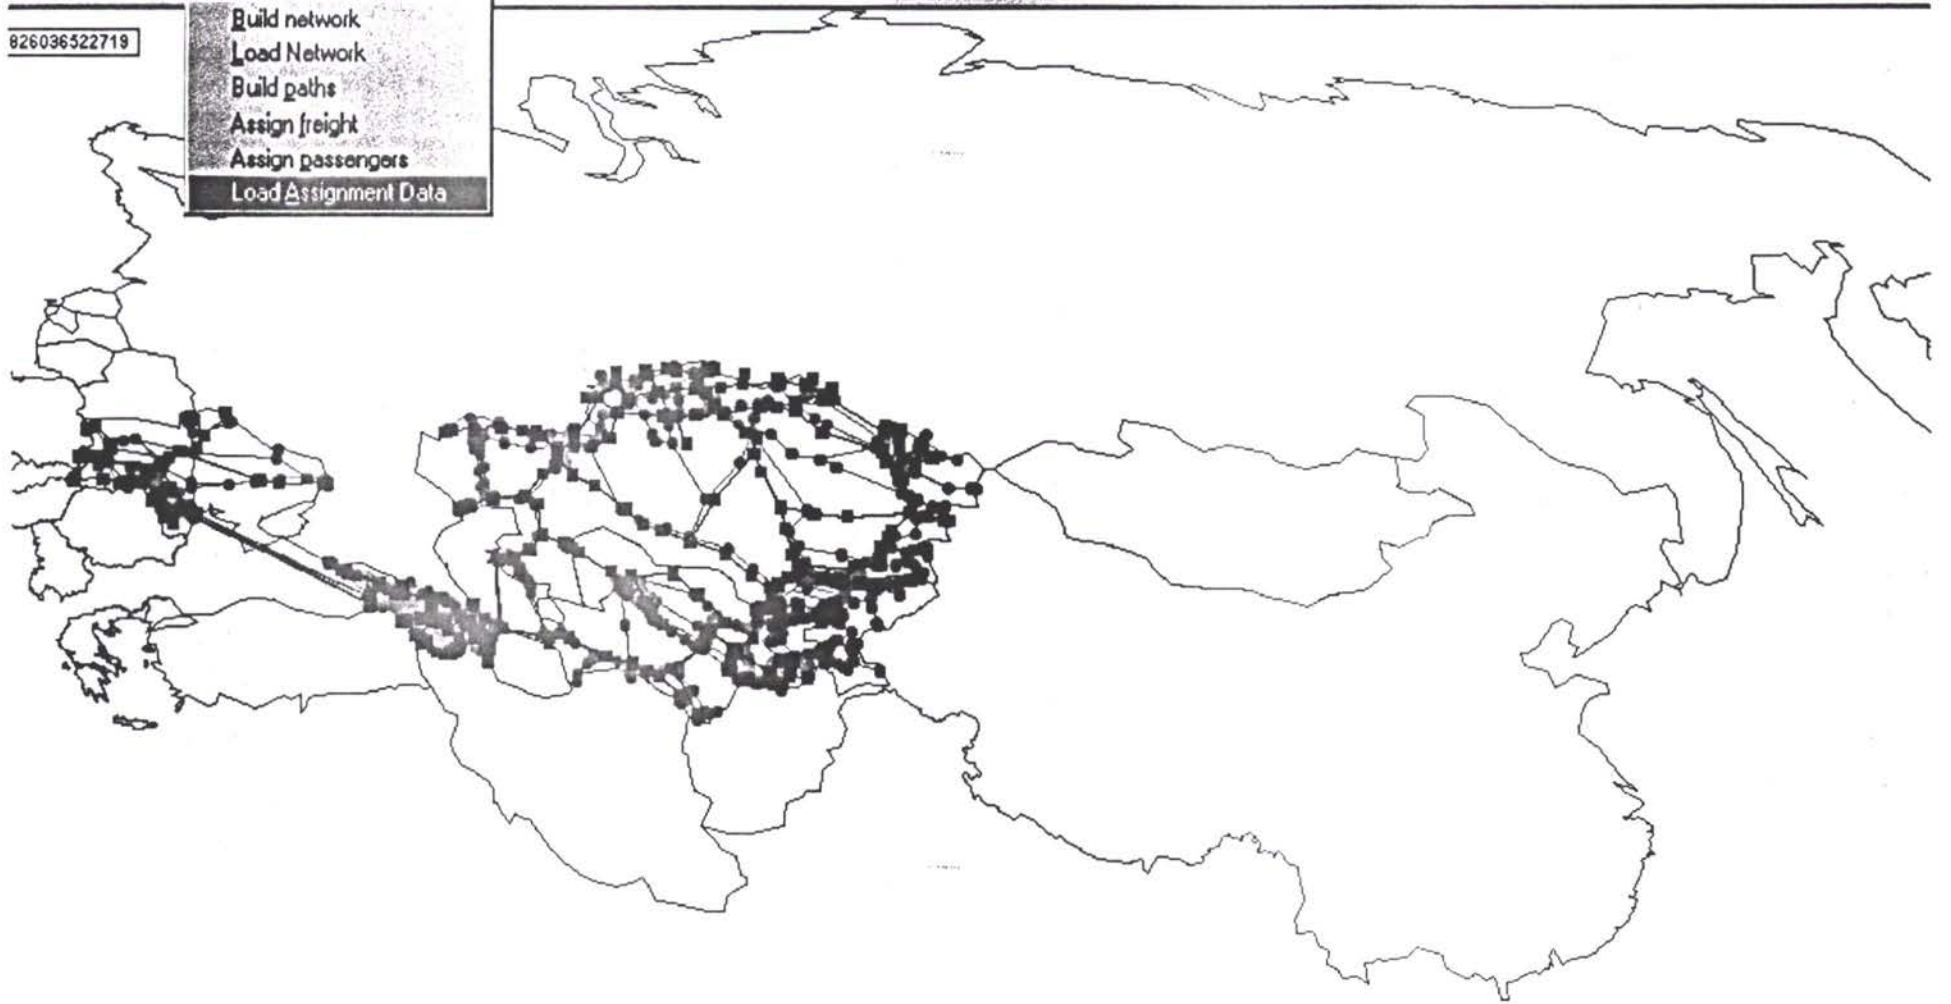 Build network
826036522719
Load Network
Build paths
Assign freight
Assign passengers
Load Assignment Data